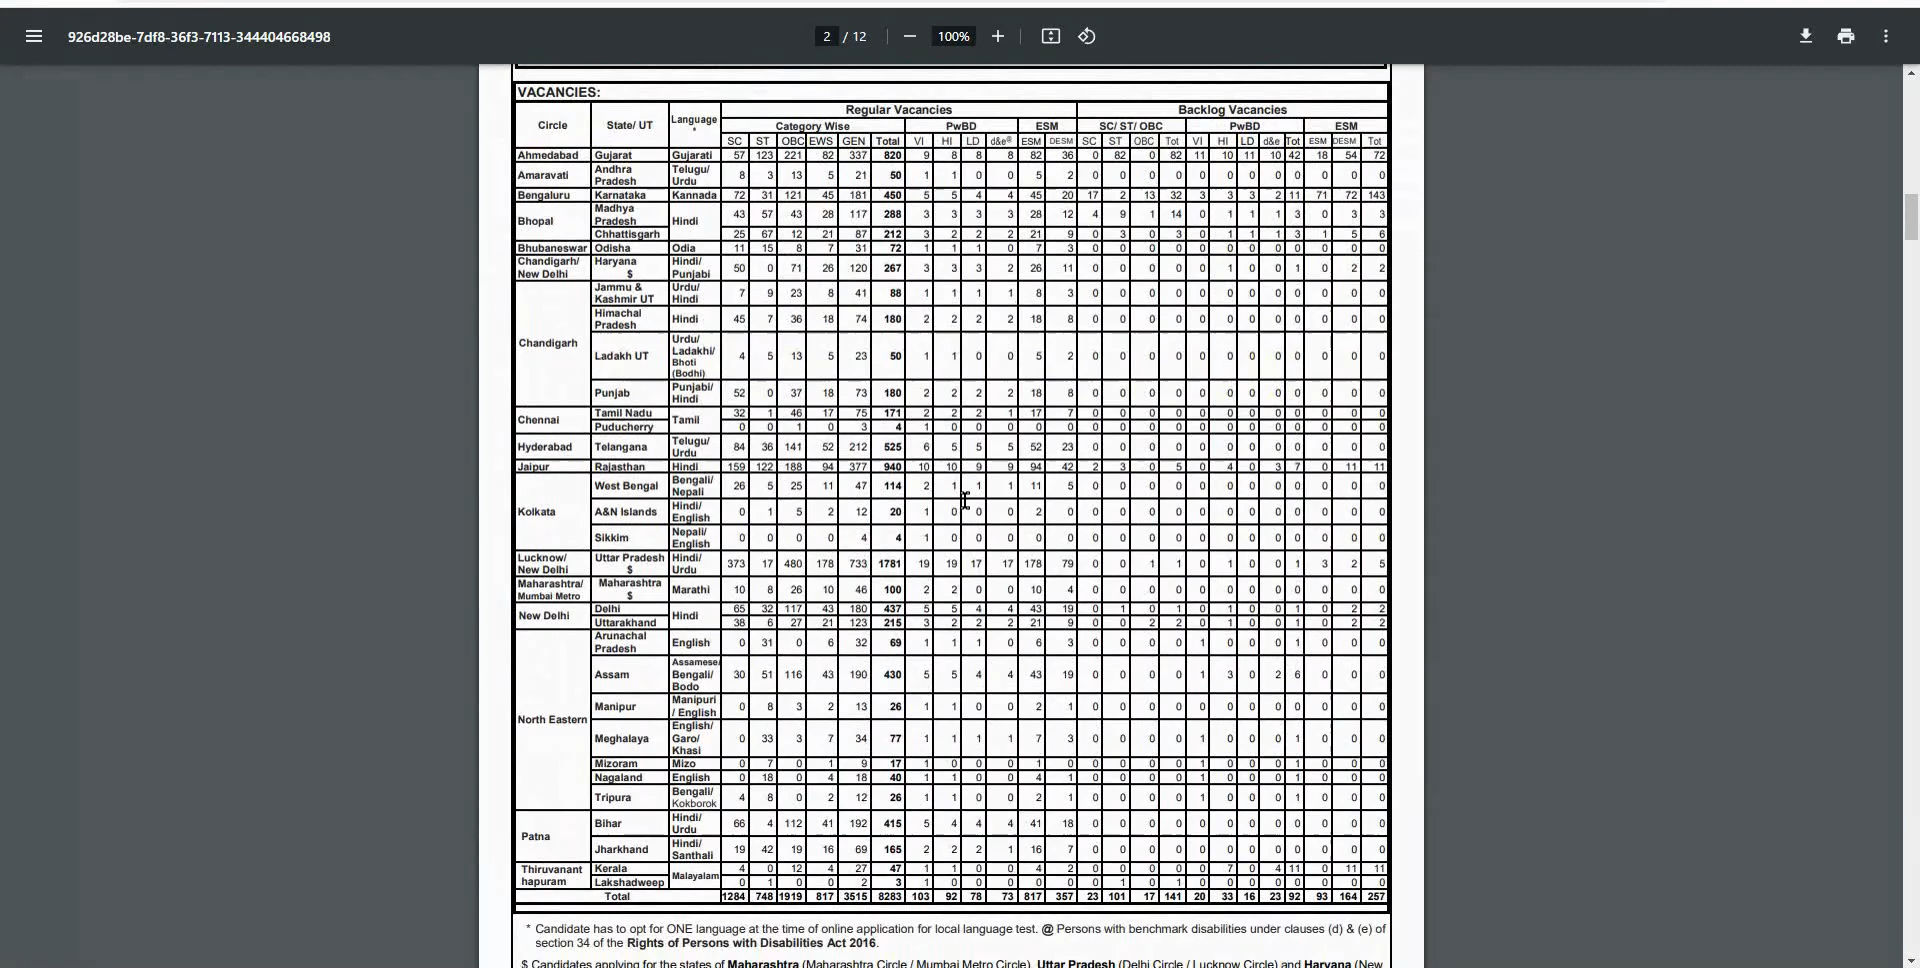 926d28be-7df8-36f3-7113-344404668498 2 / 12 100%
VACANCIES:
Circle State/ UT Language * Regular Vacancies Backlog Vacancies
Category Wise PwBD ESM SC/ ST/ OBC PwBD ESM
SC ST OBC EWS GEN Total VI HI LD d&e@ ESM DESM SC ST OBC Tot VI HI LD d&e Tot ESM DESM Tot
Ahmedabad Gujarat Gujarati 57 123 221 82 337 820 9 8 8 8 82 36 0 82 0 82 11 10 11 10 42 18 54 72
Amaravati Andhra Pradesh Telugu/ Urdu 8 3 13 5 21 50 1 1 0 0 5 2 0 0 0 0 0 0 0 0 0 0 0 0
Bengaluru Karnataka Kannada 72 31 121 45 181 450 5 5 4 4 45 20 17 2 13 32 3 3 3 2 11 71 72 143
Bhopal Madhya Pradesh Hindi 43 57 43 28 117 288 3 3 3 3 28 12 4 9 1 14 0 1 1 1 3 0 3 3
Chhattisgarh 25 67 12 21 87 212 3 2 2 2 21 9 0 3 0 3 0 1 1 1 3 1 5 6
Bhubaneswar Odisha Odia 11 15 8 7 31 72 1 1 1 0 7 3 0 0 0 0 0 0 0 0 0 0 0 0
Chandigarh/ New Delhi Haryana $ Hindi/ Punjabi 50 0 71 26 120 267 3 3 3 2 26 11 0 0 0 0 0 1 0 0 1 0 2 2
Chandigarh Jammu & Kashmir UT Urdu/ Hindi 7 9 23 8 41 88 1 1 1 1 8 3 0 0 0 0 0 0 0 0 0 0 0 0
Himachal Pradesh Hindi 45 7 36 18 74 180 2 2 2 2 18 8 0 0 0 0 0 0 0 0 0 0 0 0
Ladakh UT Urdu/ Ladakhi/ Bhoti (Bodhi) 4 5 13 5 23 50 1 1 0 0 5 2 0 0 0 0 0 0 0 0 0 0 0 0
Punjab Punjabi/ Hindi 52 0 37 18 73 180 2 2 2 2 18 8 0 0 0 0 0 0 0 0 0 0 0 0
Chennai Tamil Nadu Tamil 32 1 46 17 75 171 2 2 2 1 17 7 0 0 0 0 0 0 0 0 0 0 0 0
Puducherry 0 0 1 0 3 4 1 0 0 0 0 0 0 0 0 0 0 0 0 0 0 0 0 0
Hyderabad Telangana Telugu/ Urdu 84 36 141 52 212 525 6 5 5 5 52 23 0 0 0 0 0 0 0 0 0 0 0 0
Jaipur Rajasthan Hindi 159 122 188 94 377 940 10 10 9 9 94 42 2 3 0 5 0 4 0 3 7 0 11 11
Kolkata West Bengal Bengali/ Nepali 26 5 25 11 47 114 2 1 1 1 11 5 0 0 0 0 0 0 0 0 0 0 0 0
A&N Islands Hindi/ English 0 1 5 2 12 20 1 0 0 0 2 0 0 0 0 0 0 0 0 0 0 0 0 0
Sikkim Nepali/ English 0 0 0 0 4 4 1 0 0 0 0 0 0 0 0 0 0 0 0 0 0 0 0 0
Lucknow/ New Delhi Uttar Pradesh $ Hindi/ Urdu 373 17 480 178 733 1781 19 19 17 17 178 79 0 0 1 1 0 1 0 0 1 3 2 5
Maharashtra/ Mumbai Metro Maharashtra $ Marathi 10 8 26 10 46 100 2 2 0 0 10 4 0 0 0 0 0 0 0 0 0 0 0 0
New Delhi Delhi Hindi 65 32 117 43 180 437 5 5 4 4 43 19 0 1 0 1 0 1 0 0 1 0 2 2
Uttarakhand 38 6 27 21 123 215 3 2 2 2 21 9 0 0 2 2 0 1 0 0 1 0 2 2
North Eastern Arunachal Pradesh English 0 31 0 6 32 69 1 1 1 0 6 3 0 0 0 0 1 0 0 0 1 0 0 0
Assam Assamese/ Bengali/ Bodo 30 51 116 43 190 430 5 5 4 4 43 19 0 0 0 0 1 3 0 2 6 0 0 0
Manipur Manipuri / English 0 8 3 2 13 26 1 1 0 0 2 1 0 0 0 0 1 0 0 0 1 0 0 0
Meghalaya English/ Garo/ Khasi 0 33 3 7 34 77 1 1 1 1 7 3 0 0 0 0 1 0 0 0 1 0 0 0
Mizoram Mizo 0 7 0 1 9 17 1 0 0 0 1 0 0 0 0 0 1 0 0 0 1 0 0 0
Nagaland English 0 18 0 4 18 40 1 1 0 0 4 1 0 0 0 0 1 0 0 0 1 0 0 0
Tripura Bengali/ Kokborok 4 8 0 2 12 26 1 1 0 0 2 1 0 0 0 0 1 0 0 0 1 0 0 0
Patna Bihar Hindi/ Urdu 66 4 112 41 192 415 5 4 4 4 41 18 0 0 0 0 0 0 0 0 0 0 0 0
Jharkhand Hindi/ Santhali 19 42 19 16 69 165 2 2 2 1 16 7 0 0 0 0 0 0 0 0 0 0 0 0
Thiruvanant hapuram Kerala Malayalam 4 0 12 4 27 47 1 1 0 0 4 2 0 0 0 0 0 7 0 4 11 0 11 11
Lakshadweep 0 1 0 0 2 3 1 0 0 0 0 0 0 1 0 1 0 0 0 0 0 0 0 0
Total 1284 748 1919 817 3515 8283 103 92 78 73 817 357 23 101 17 141 20 33 16 23 92 93 164 257
* Candidate has to opt for ONE language at the time of online application for local language test. @ Persons with benchmark disabilities under clauses (d) & (e) of
section 34 of the Rights of Persons with Disabilities Act 2016.
$ Candidates applying for the states of Maharashtra (Maharashtra Circle / Mumbai Metro Circle), Uttar Pradesh (Delhi Circle / Lucknow Circle) and Haryana (New